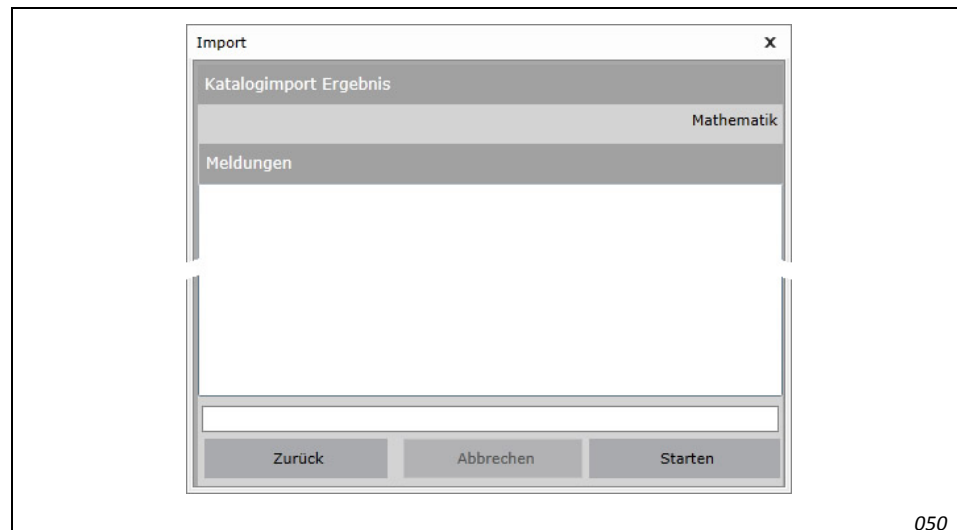 Import x
Katalogimport Ergebnis
Mathematik
Meldungen
Zurück Abbrechen Starten
050